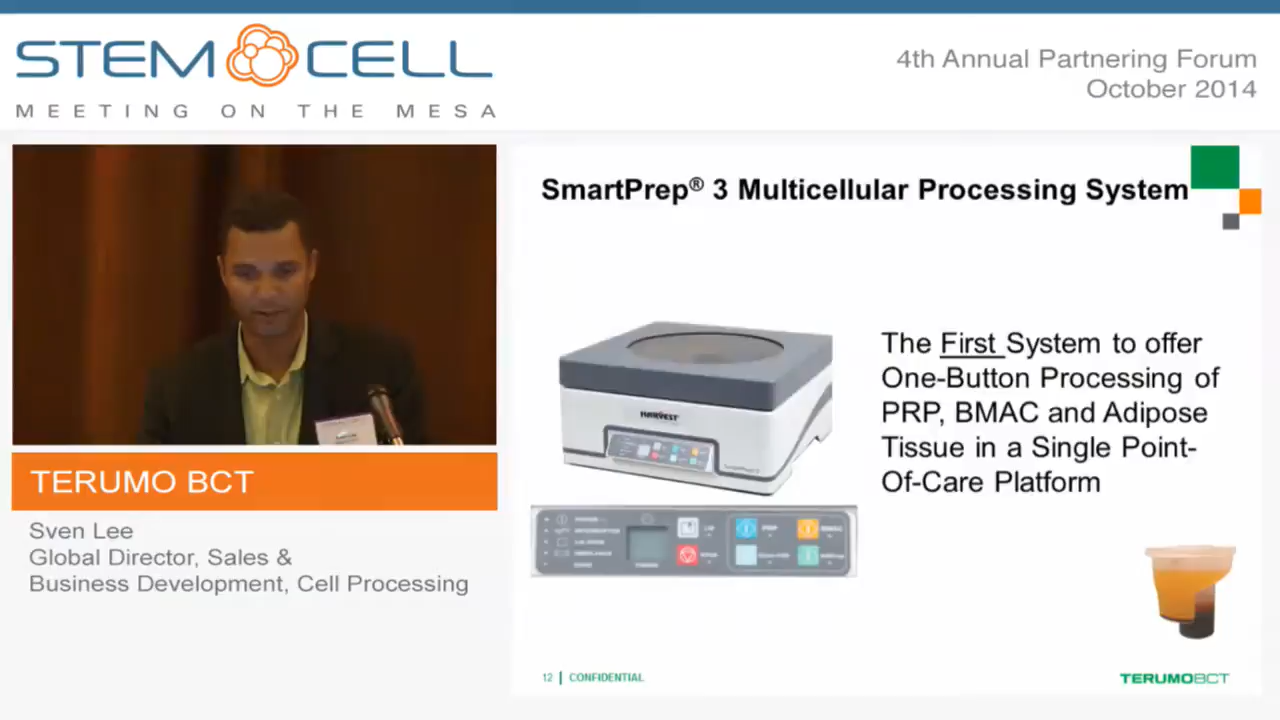 STEM CELL
MEETING ON THE MESA
4th Annual Partnering Forum
October 2014
TERUMO BCT
Sven Lee
Global Director, Sales &
Business Development, Cell Processing
SmartPrep® 3 Multicellular Processing System
HARVEST
The First System to offer
One-Button Processing of
PRP, BMAC and Adipose
Tissue in a Single Point-
Of-Care Platform
12 | CONFIDENTIAL
TERUMOBCT